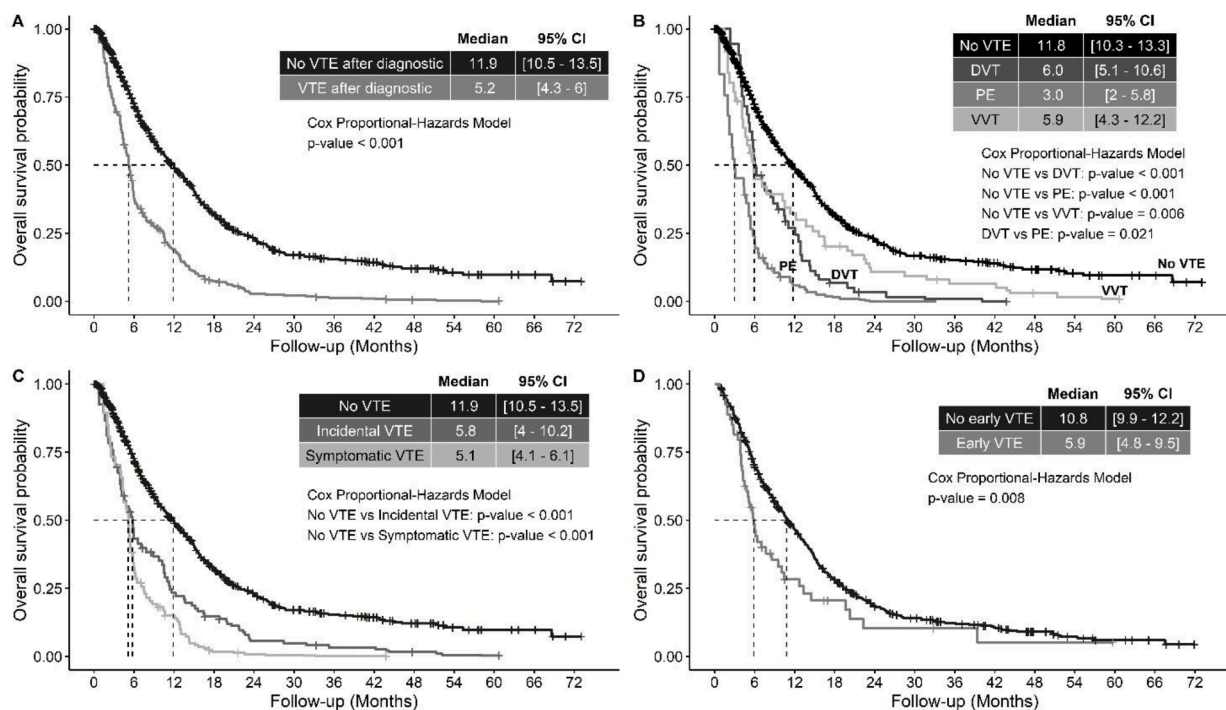 A
1.00
0.75
0.50
0.25
0.00
Overall survival probability
0 6 12 18 24 30 36 42 48 54 60 66 72
Follow-up (Months)
Median 95% CI
No VTE after diagnostic 11.9 [10.5 - 13.5]
VTE after diagnostic 5.2 [4.3 - 6]
Cox Proportional-Hazards Model
p-value < 0.001
B
1.00
0.75
0.50
0.25
0.00
Overall survival probability
0 6 12 18 24 30 36 42 48 54 60 66 72
Follow-up (Months)
Median 95% CI
No VTE 11.8 [10.3 - 13.3]
DVT 6.0 [5.1 - 10.6]
PE 3.0 [2 - 5.8]
VVT 5.9 [4.3 - 12.2]
Cox Proportional-Hazards Model
No VTE vs DVT: p-value < 0.001
No VTE vs PE: p-value < 0.001
No VTE vs VVT: p-value = 0.006
DVT vs PE: p-value = 0.021
PE
DVT
No VTE
VVT
C
1.00
0.75
0.50
0.25
0.00
Overall survival probability
0 6 12 18 24 30 36 42 48 54 60 66 72
Follow-up (Months)
Median 95% CI
No VTE 11.9 [10.5 - 13.5]
Incidental VTE 5.8 [4 - 10.2]
Symptomatic VTE 5.1 [4.1 - 6.1]
Cox Proportional-Hazards Model
No VTE vs Incidental VTE: p-value < 0.001
No VTE vs Symptomatic VTE: p-value < 0.001
D
1.00
0.75
0.50
0.25
0.00
Overall survival probability
0 6 12 18 24 30 36 42 48 54 60 66 72
Follow-up (Months)
Median 95% CI
No early VTE 10.8 [9.9 - 12.2]
Early VTE 5.9 [4.8 - 9.5]
Cox Proportional-Hazards Model
p-value = 0.008